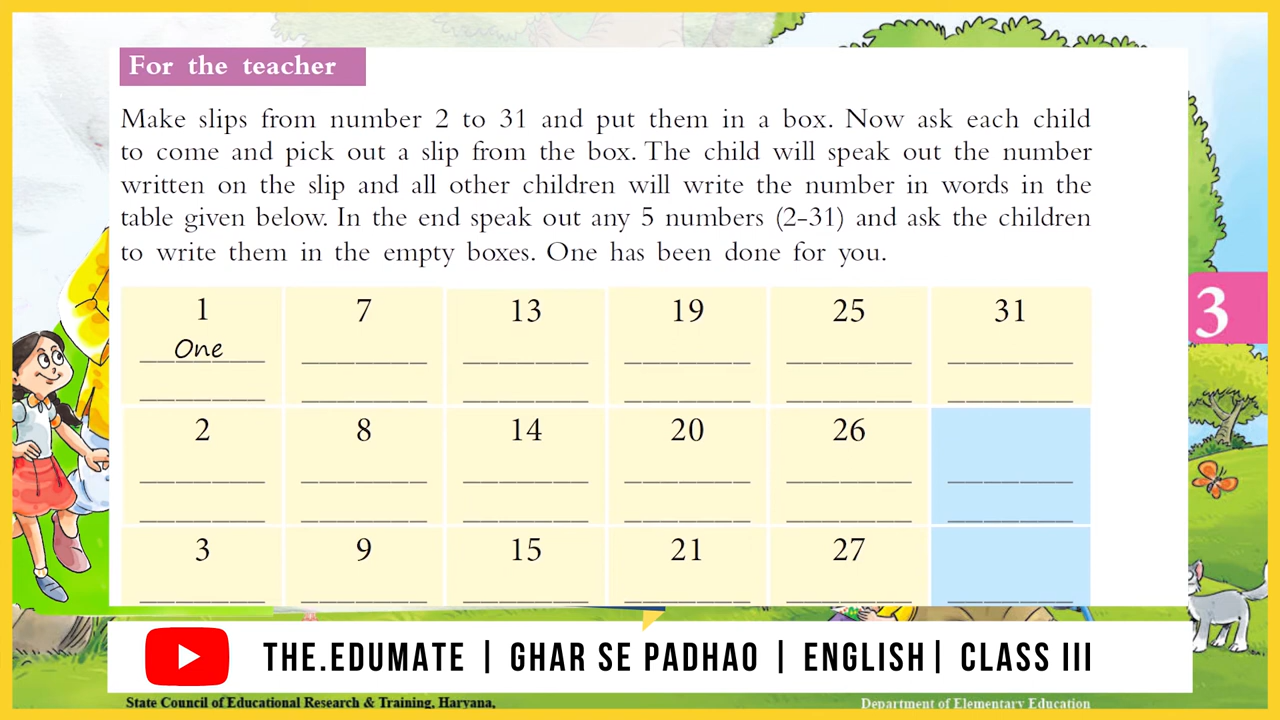 For the teacher
Make slips from number 2 to 31 and put them in a box. Now ask each child
to come and pick out a slip from the box. The child will speak out the number
written on the slip and all other children will write the number in words in the
table given below. In the end speak out any 5 numbers (2-31) and ask the children
to write them in the empty boxes. One has been done for you.
1 7 13 19 25 31
One
2 8 14 20 26
3 9 15 21 27
3
THE.EDUMATE | GHAR SE PADHAO | ENGLISH| CLASS III
State Council of Educational Research & Training, Haryana,
Department of Elementary Education